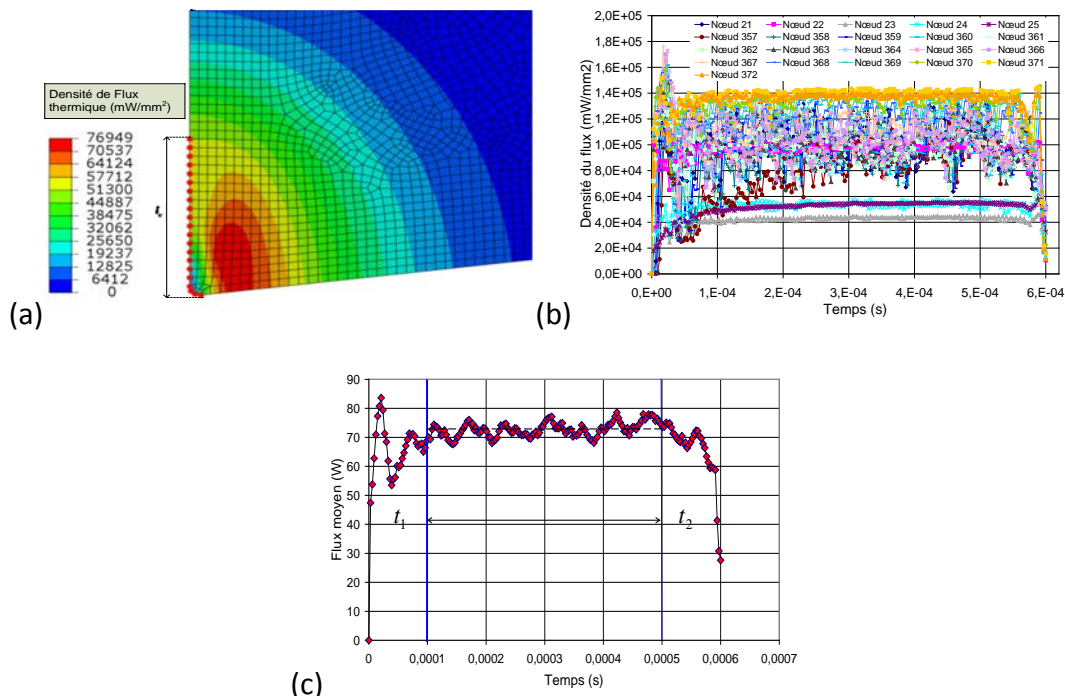 Densité de Flux
thermique (mW/mm²)
76949
70537
64124
57712
51300
44888
38475
32062
25650
19237
12825
6412
0
(a)
Nœud 21 Nœud 22 Nœud 23 Nœud 24 Nœud 25
Nœud 357 Nœud 358 Nœud 359 Nœud 360 Nœud 361
Nœud 362 Nœud 363 Nœud 364 Nœud 365 Nœud 366
Nœud 367 Nœud 368 Nœud 369 Nœud 370 Nœud 371
Nœud 372
Densité du flux (mW/mm2)
2,0E+05
1,8E+05
1,6E+05
1,4E+05
1,2E+05
1,0E+05
8,0E+04
6,0E+04
4,0E+04
2,0E+04
0,0E+00
0,E+00 1,E-04 2,E-04 3,E-04 4,E-04 5,E-04 6,E-04
Temps (s)
(b)
Flux moyen (W)
90
80
70
60
50
40
30
20
10
0
t₁ t₂
0 0,0001 0,0002 0,0003 0,0004 0,0005 0,0006 0,0007
Temps (s)
(c)